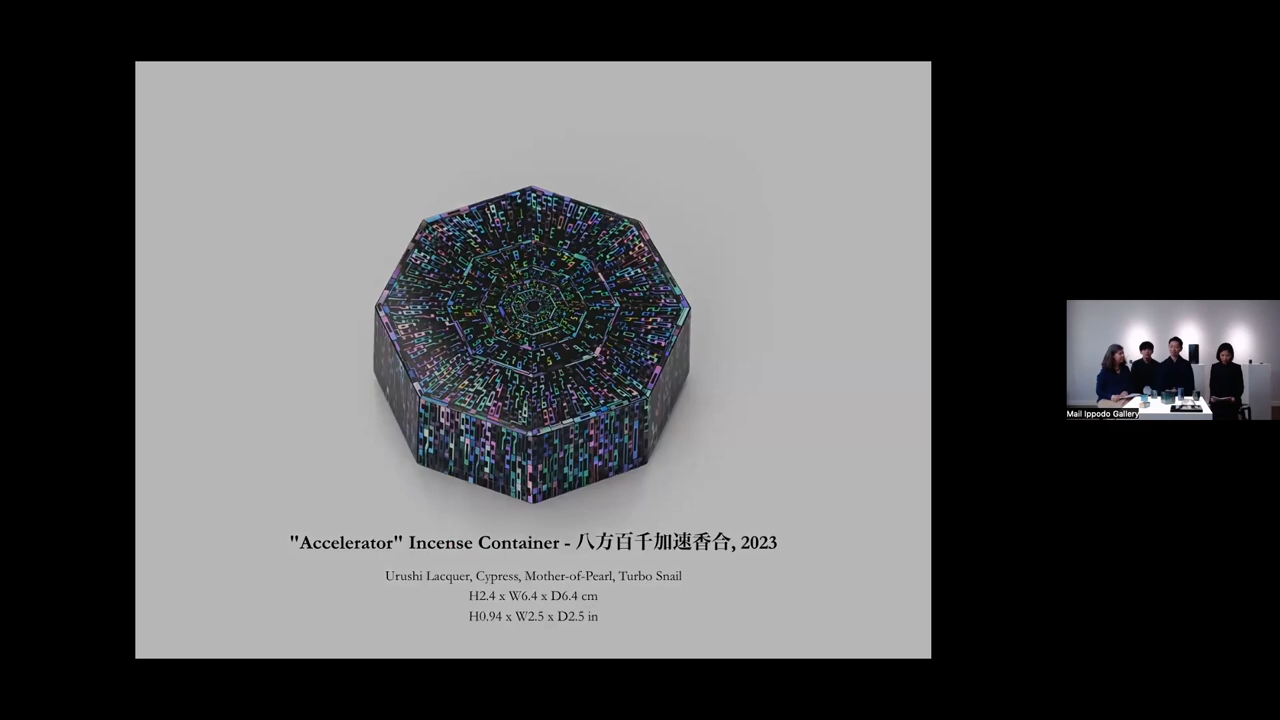 "Accelerator" Incense Container - 八方百千加速香合, 2023
Urushi Lacquer, Cypress, Mother-of-Pearl, Turbo Snail
H2.4 x W6.4 x D6.4 cm
H0.94 x W2.5 x D2.5 in
Mail Ippodo Gallery